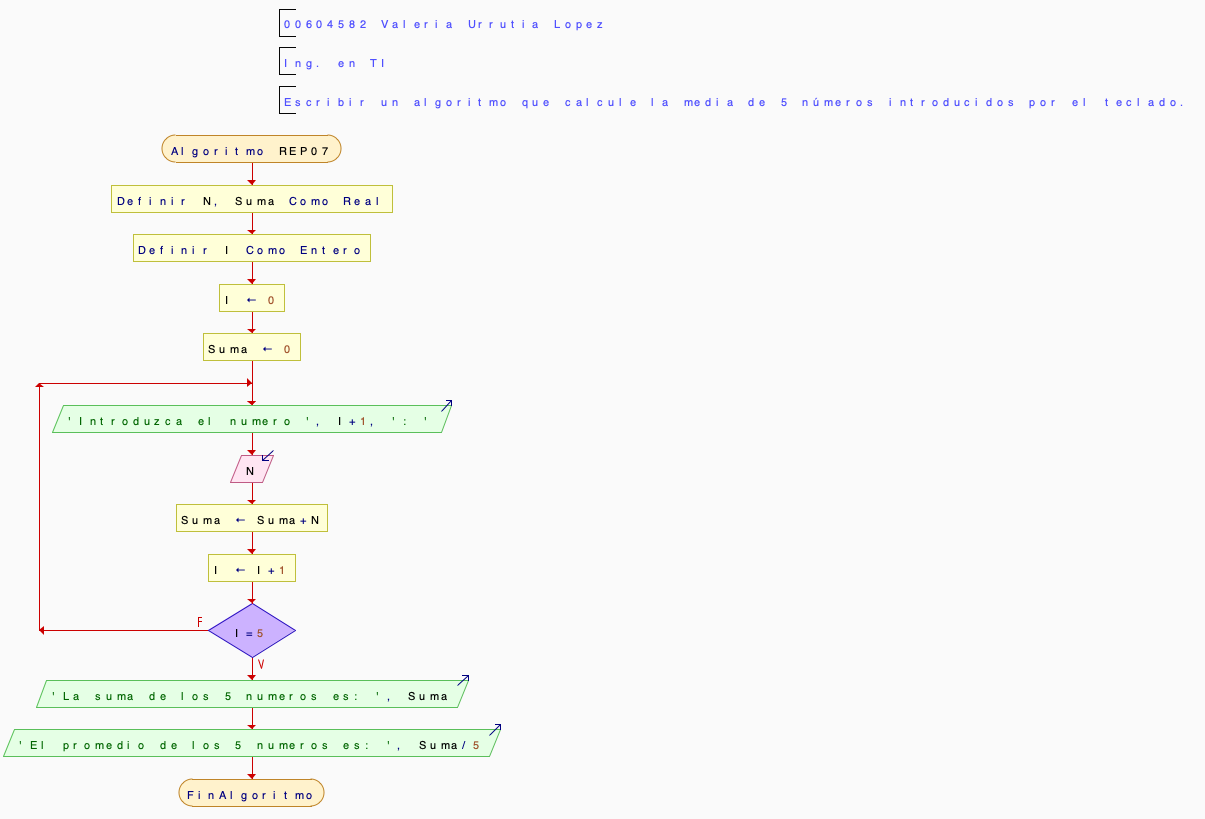 00604582 Valeria Urrutia Lopez
Ing. en TI
Escribir un algoritmo que calcule la media de 5 números introducidos por el teclado.
Algoritmo REP07
Definir N, Suma Como Real
Definir I Como Entero
I ← 0
Suma ← 0
'Introduzca el numero ', I+1, ': '
N
Suma ← Suma+N
I ← I+1
F
I=5
V
'La suma de los 5 numeros es: ', Suma
'El promedio de los 5 numeros es: ', Suma/5
FinAlgoritmo